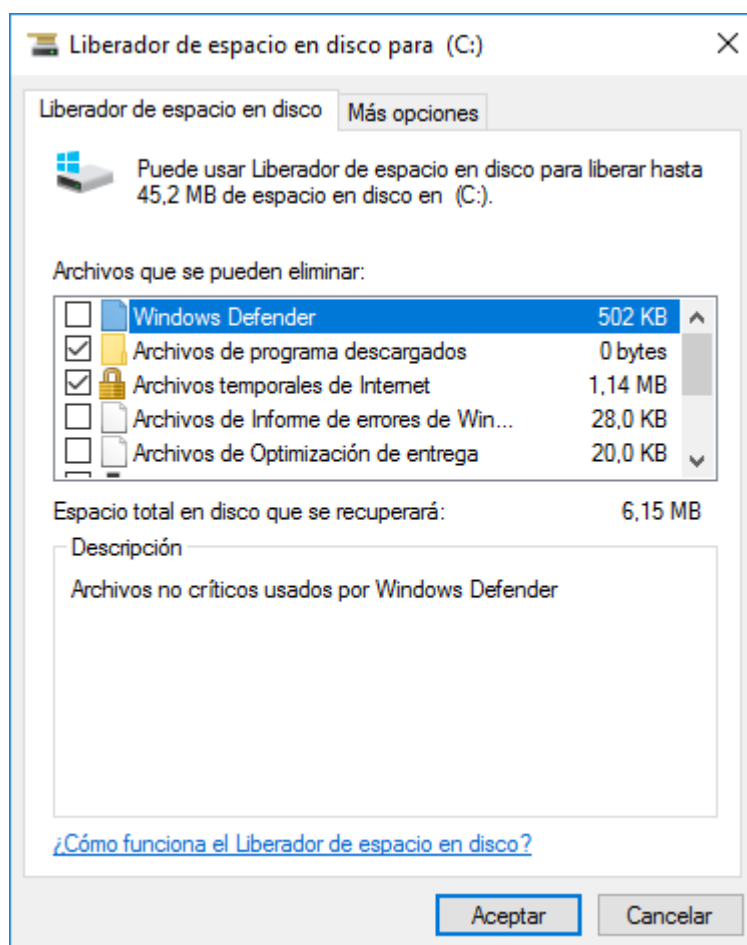 Liberador de espacio en disco para (C:)
Liberador de espacio en disco
Más opciones
Puede usar Liberador de espacio en disco para liberar hasta
45,2 MB de espacio en disco en (C:).
Archivos que se pueden eliminar:
Windows Defender 502 KB
Archivos de programa descargados 0 bytes
Archivos temporales de Internet 1,14 MB
Archivos de Informe de errores de Win... 28,0 KB
Archivos de Optimización de entrega 20,0 KB
Espacio total en disco que se recuperará: 6,15 MB
Descripción
Archivos no críticos usados por Windows Defender
¿Cómo funciona el Liberador de espacio en disco?
Aceptar Cancelar